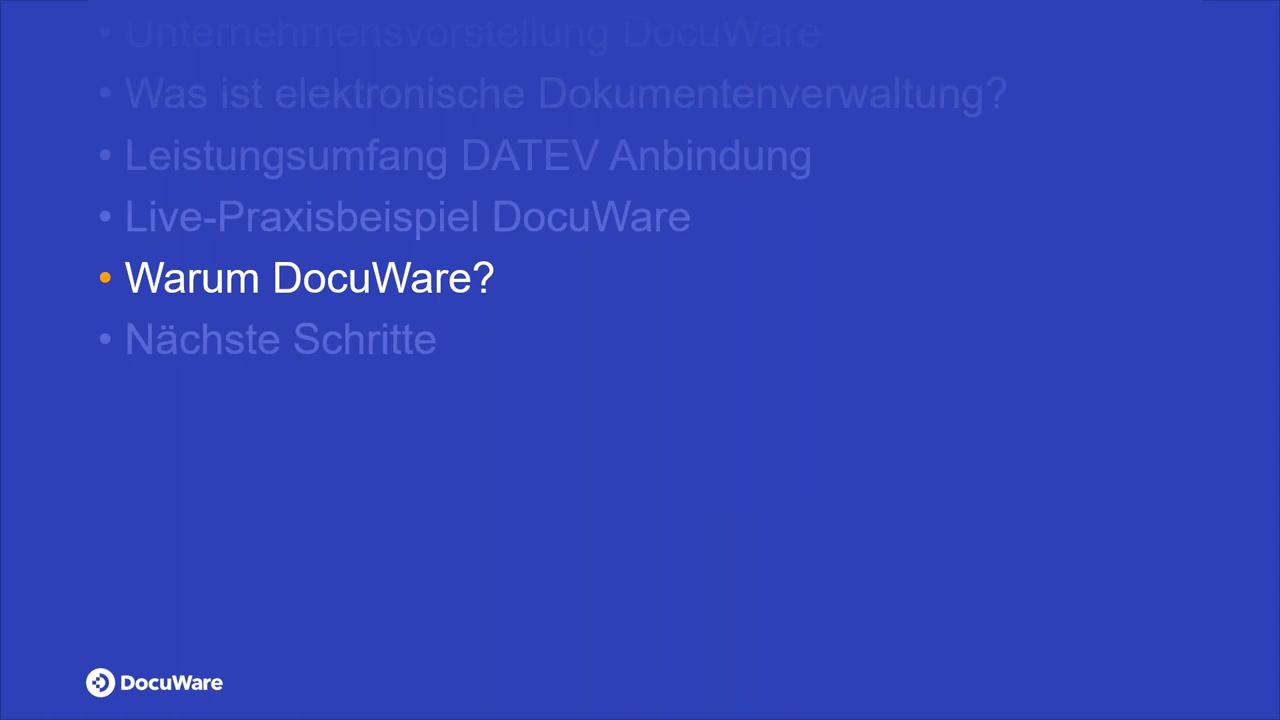 • Unternehmensvorstellung DocuWare
• Was ist elektronische Dokumentenverwaltung?
• Leistungsumfang DATEV Anbindung
• Live-Praxisbeispiel DocuWare
• Warum DocuWare?
• Nächste Schritte
DocuWare